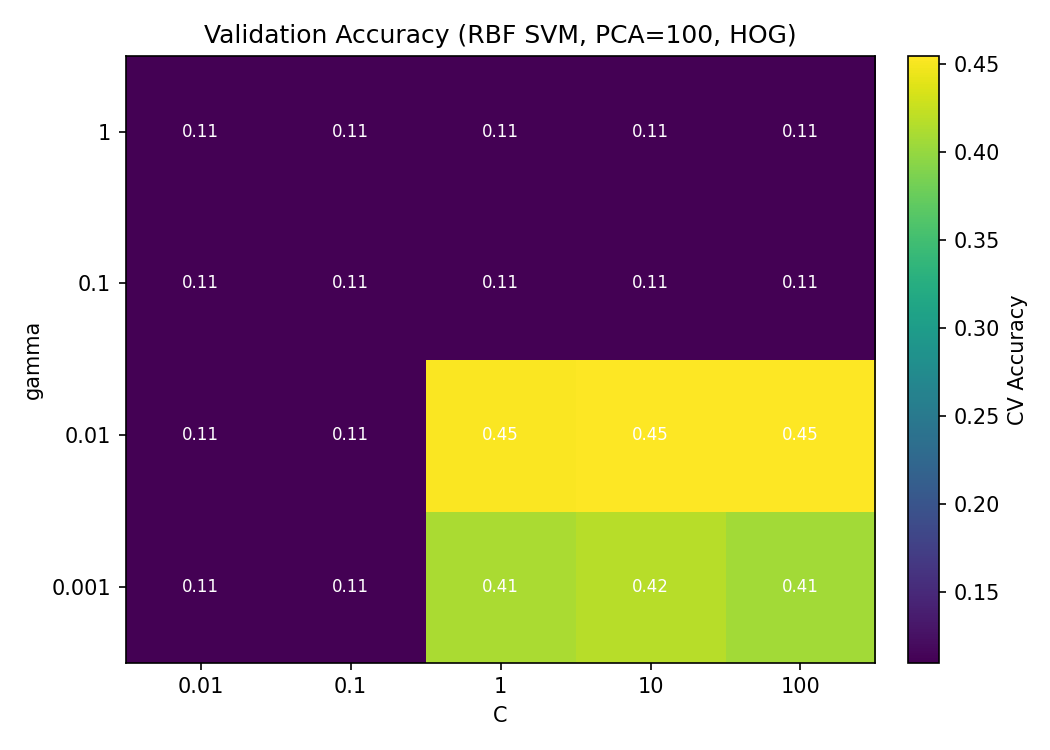 Validation Accuracy (RBF SVM, PCA=100, HOG)
gamma
1
0.11 0.11 0.11 0.11 0.11
0.1
0.11 0.11 0.11 0.11 0.11
0.01
0.11 0.11 0.45 0.45 0.45
0.001
0.11 0.11 0.41 0.42 0.41
0.01 0.1 1 10 100
C
0.45
0.40
0.35
0.30
0.25
0.20
0.15
CV Accuracy